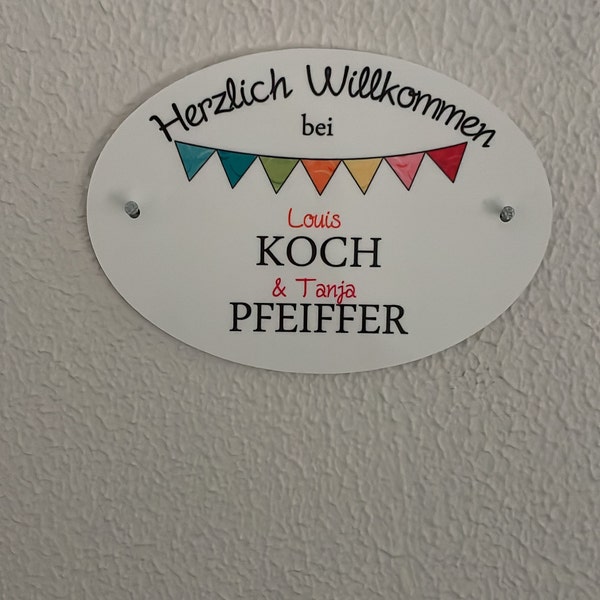 Herzlich Willkommen
bei
Louis
KOCH
& Tanja
PFEIFFER